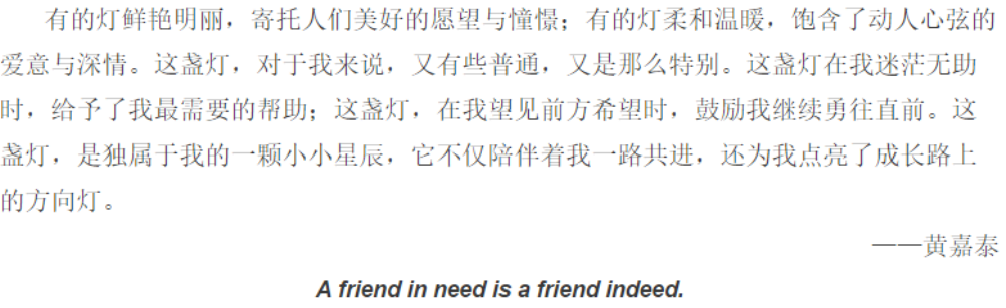 有的灯鲜艳明丽，寄托人们美好的愿望与憧憬；有的灯柔和温暖，饱含了动人心弦的
爱意与深情。这盏灯，对于我来说，又有些普通，又是那么特别。这盏灯在我迷茫无助
时，给予了我最需要的帮助；这盏灯，在我望见前方希望时，鼓励我继续勇往直前。这
盏灯，是独属于我的一颗小小星辰，它不仅陪伴着我一路共进，还为我点亮了成长路上
的方向灯。
——黄嘉泰
A friend in need is a friend indeed.